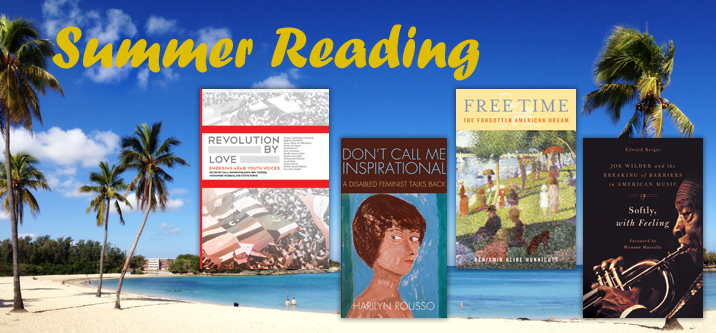 Summer Reading
REVOLUTION
BY
LOVE
EMERGING ARAB YOUTH VOICES
DON'T CALL ME
INSPIRATIONAL
A DISABLED FEMINIST TALKS BACK
HARILYN ROUSSO
FREE TIME
THE FORGOTTEN AMERICAN DREAM
BENJAMIN KLINE HUNNICUTT
Edward Berger
JOE WILDER and the
BREAKING OF BARRIERS
in AMERICAN MUSIC
Softly,
with Feeling
Foreword by
Wynton Marsalis